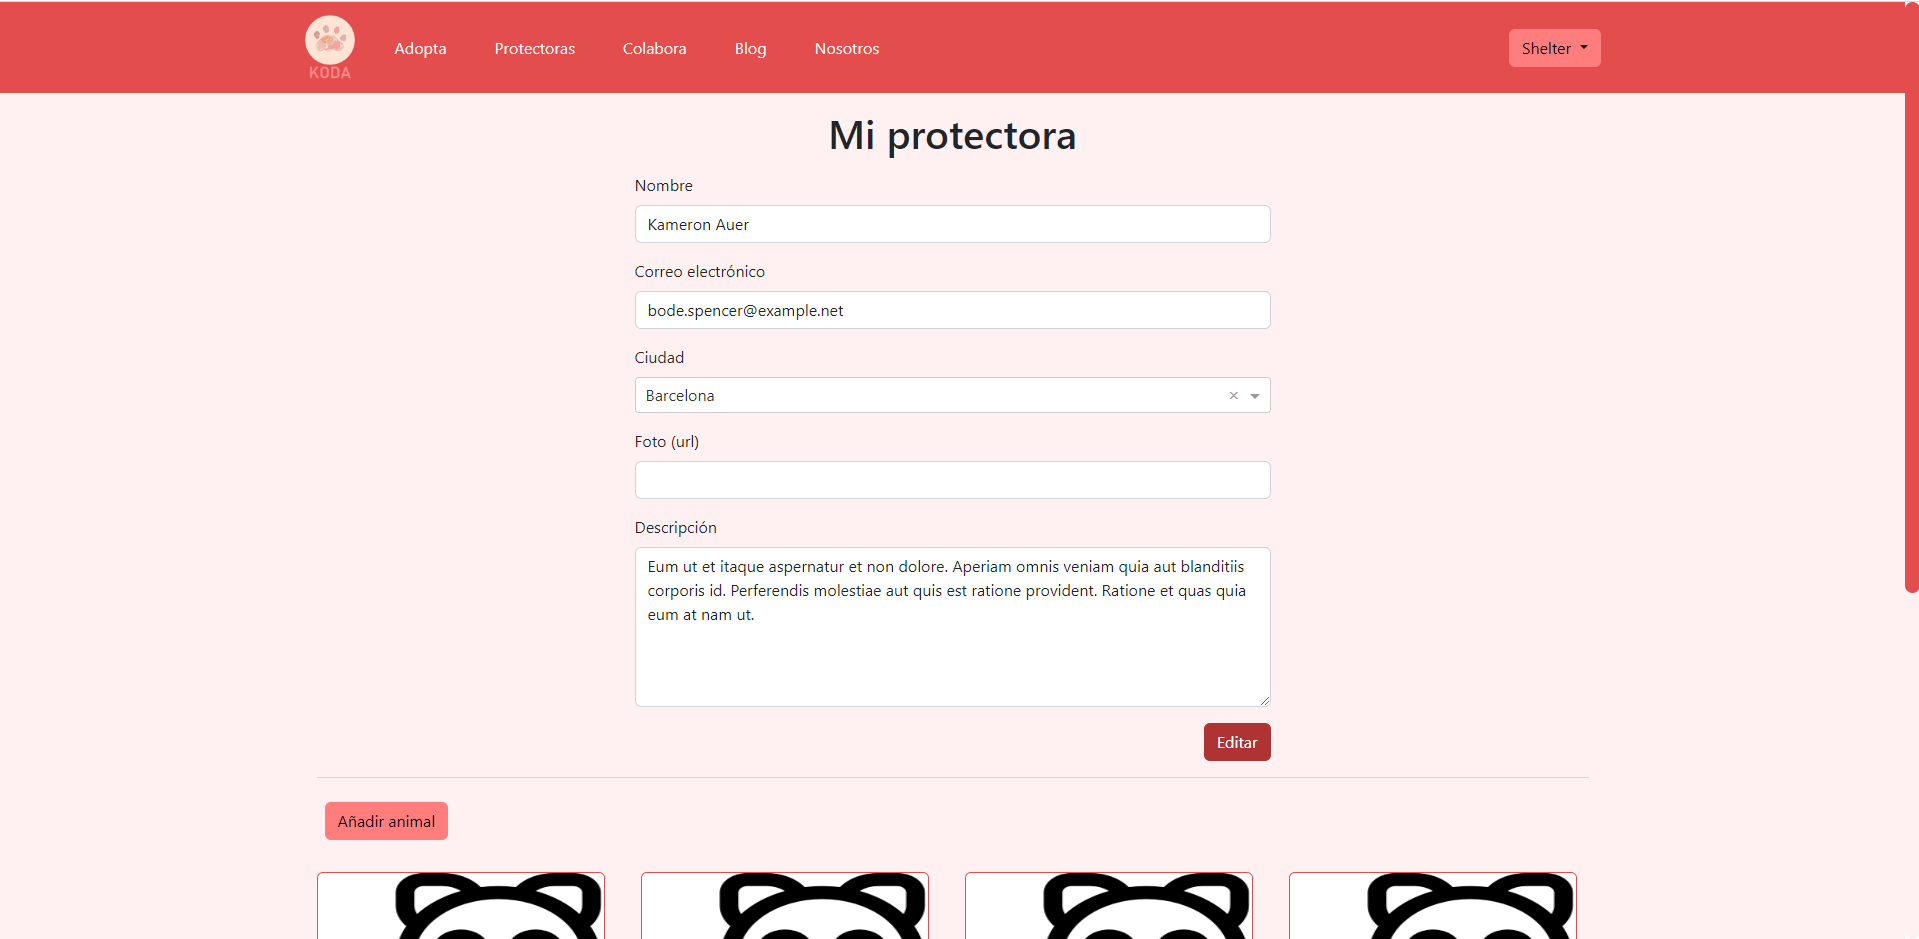 KODA
Adopta
Protectoras
Colabora
Blog
Nosotros
Shelter
Mi protectora
Nombre
Kameron Auer
Correo electrónico
bode.spencer@example.net
Ciudad
Barcelona
Foto (url)
Descripción
Eum ut et itaque aspernatur et non dolore. Aperiam omnis veniam quia aut blanditiis
corporis id. Perferendis molestiae aut quis est ratione provident. Ratione et quas quia
eum at nam ut.
Editar
Añadir animal